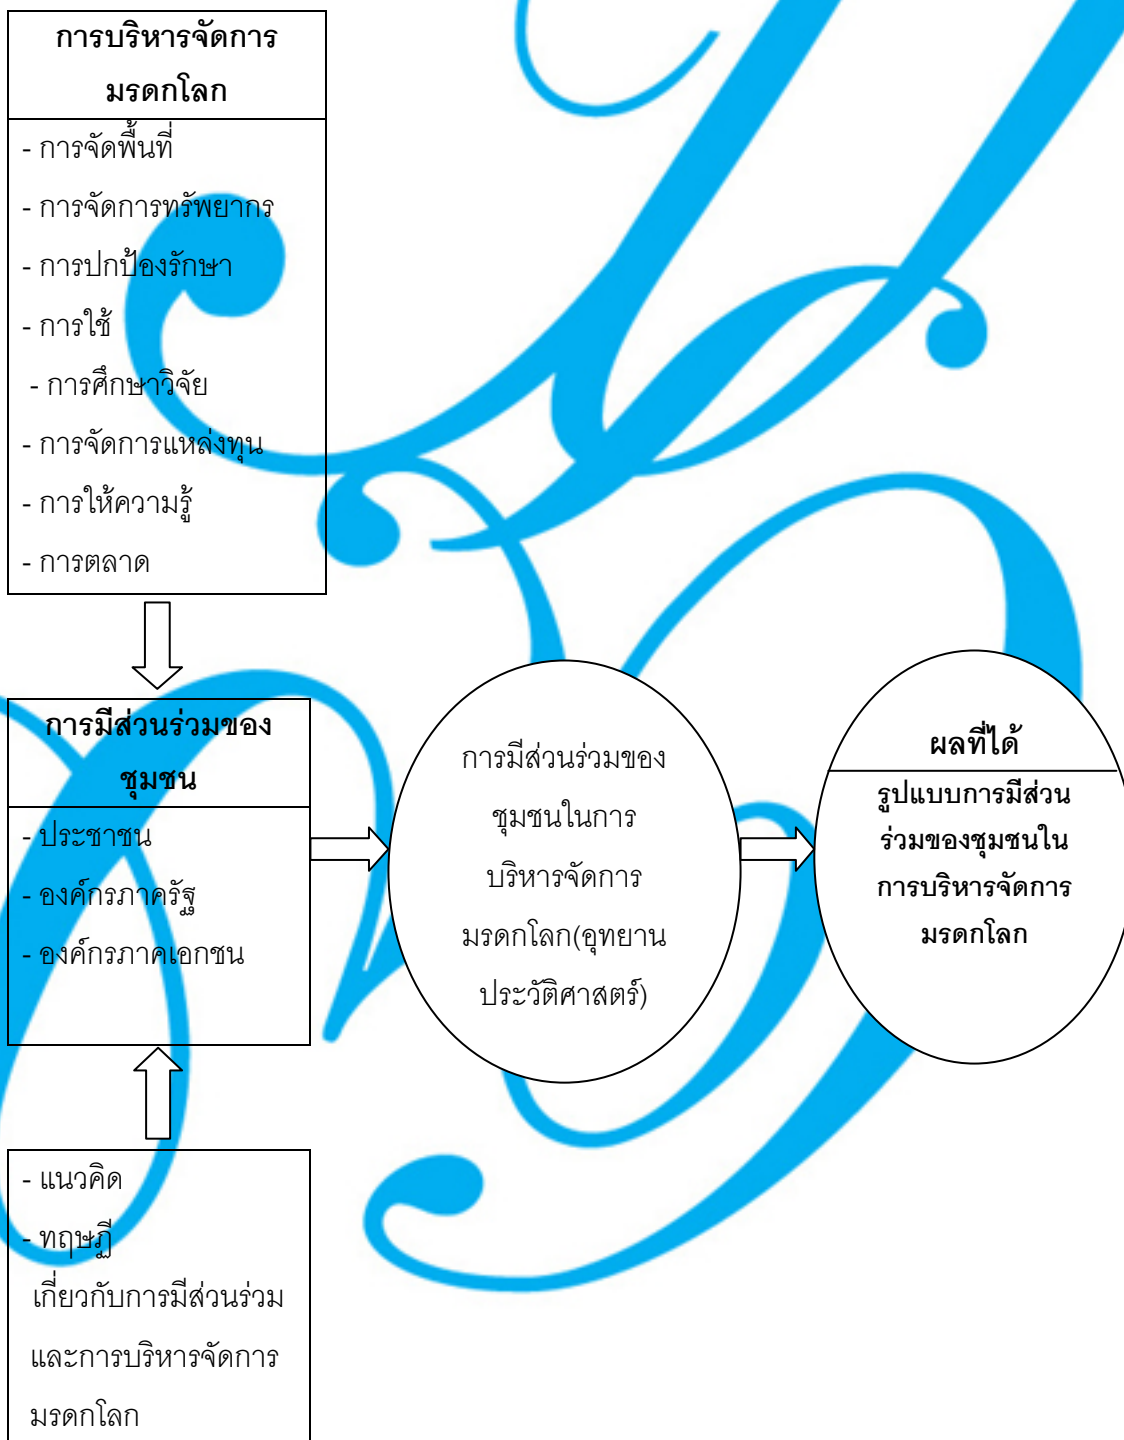 การบริหารจัดการ
มรดกโลก
- การจัดพื้นที่
- การจัดการทรัพยากร
- การปกป้องรักษา
- การใช้
- การศึกษาวิจัย
- การจัดการแหล่งทุน
- การให้ความรู้
- การตลาด
การมีส่วนร่วมของ
ชุมชน
- ประชาชน
- องค์กรภาครัฐ
- องค์กรภาคเอกชน
- แนวคิด
- ทฤษฏี
เกี่ยวกับการมีส่วนร่วม
และการบริหารจัดการ
มรดกโลก
การมีส่วนร่วมของ
ชุมชนในการ
บริหารจัดการ
มรดกโลก(อุทยาน
ประวัติศาสตร์)
ผลที่ได้
รูปแบบการมีส่วน
ร่วมของชุมชนใน
การบริหารจัดการ
มรดกโลก